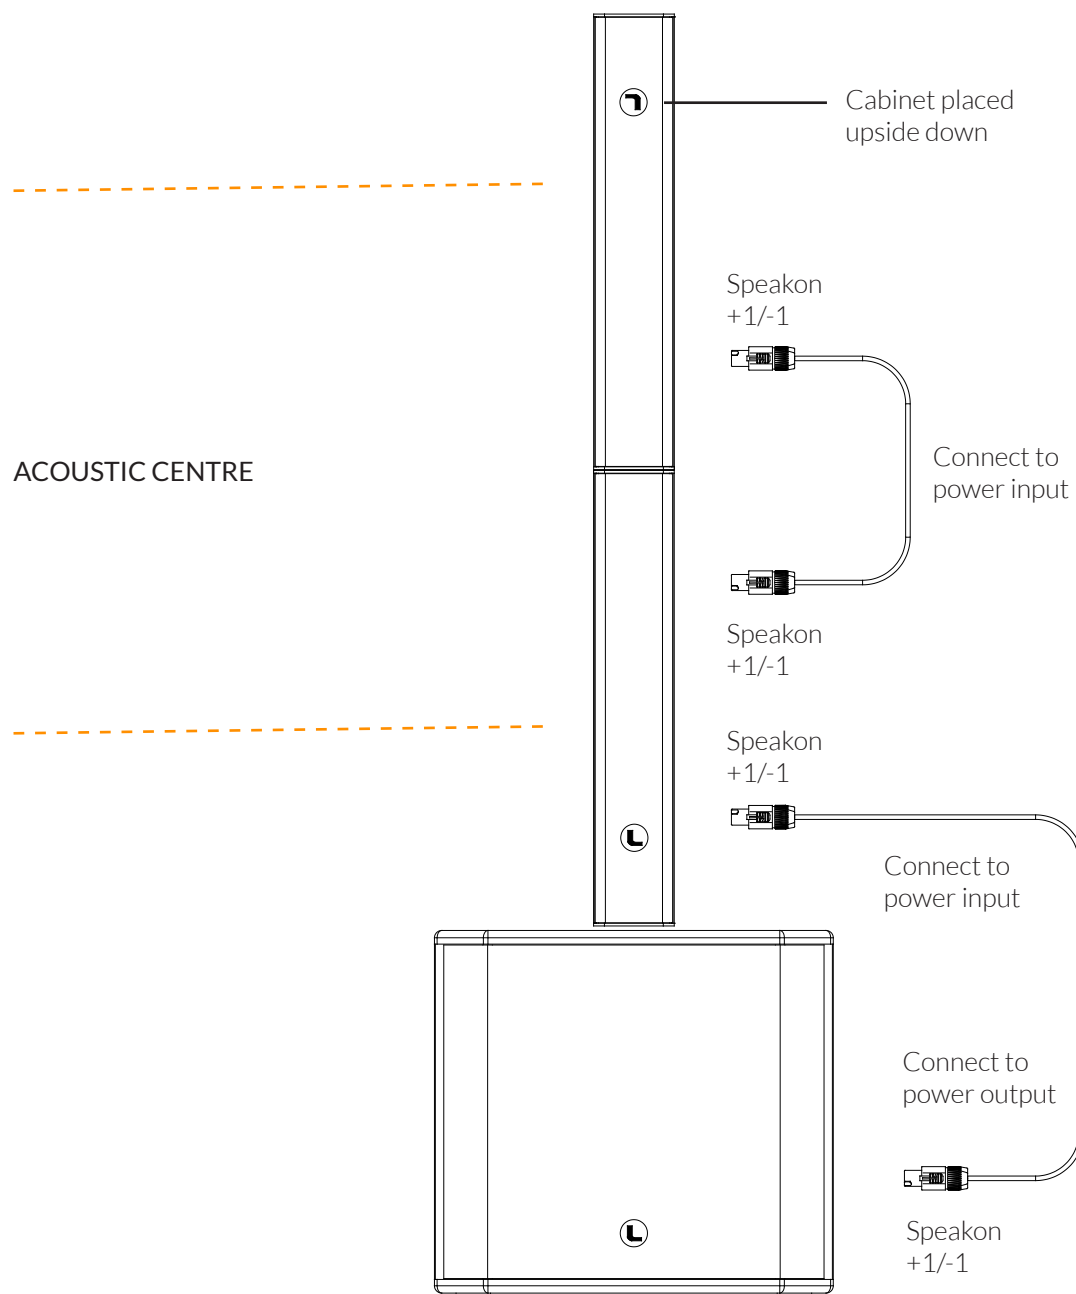 Cabinet placed
upside down
Speakon
+1/-1
ACOUSTIC CENTRE
Connect to
power input
Speakon
+1/-1
Speakon
+1/-1
Connect to
power input
Connect to
power output
Speakon
+1/-1